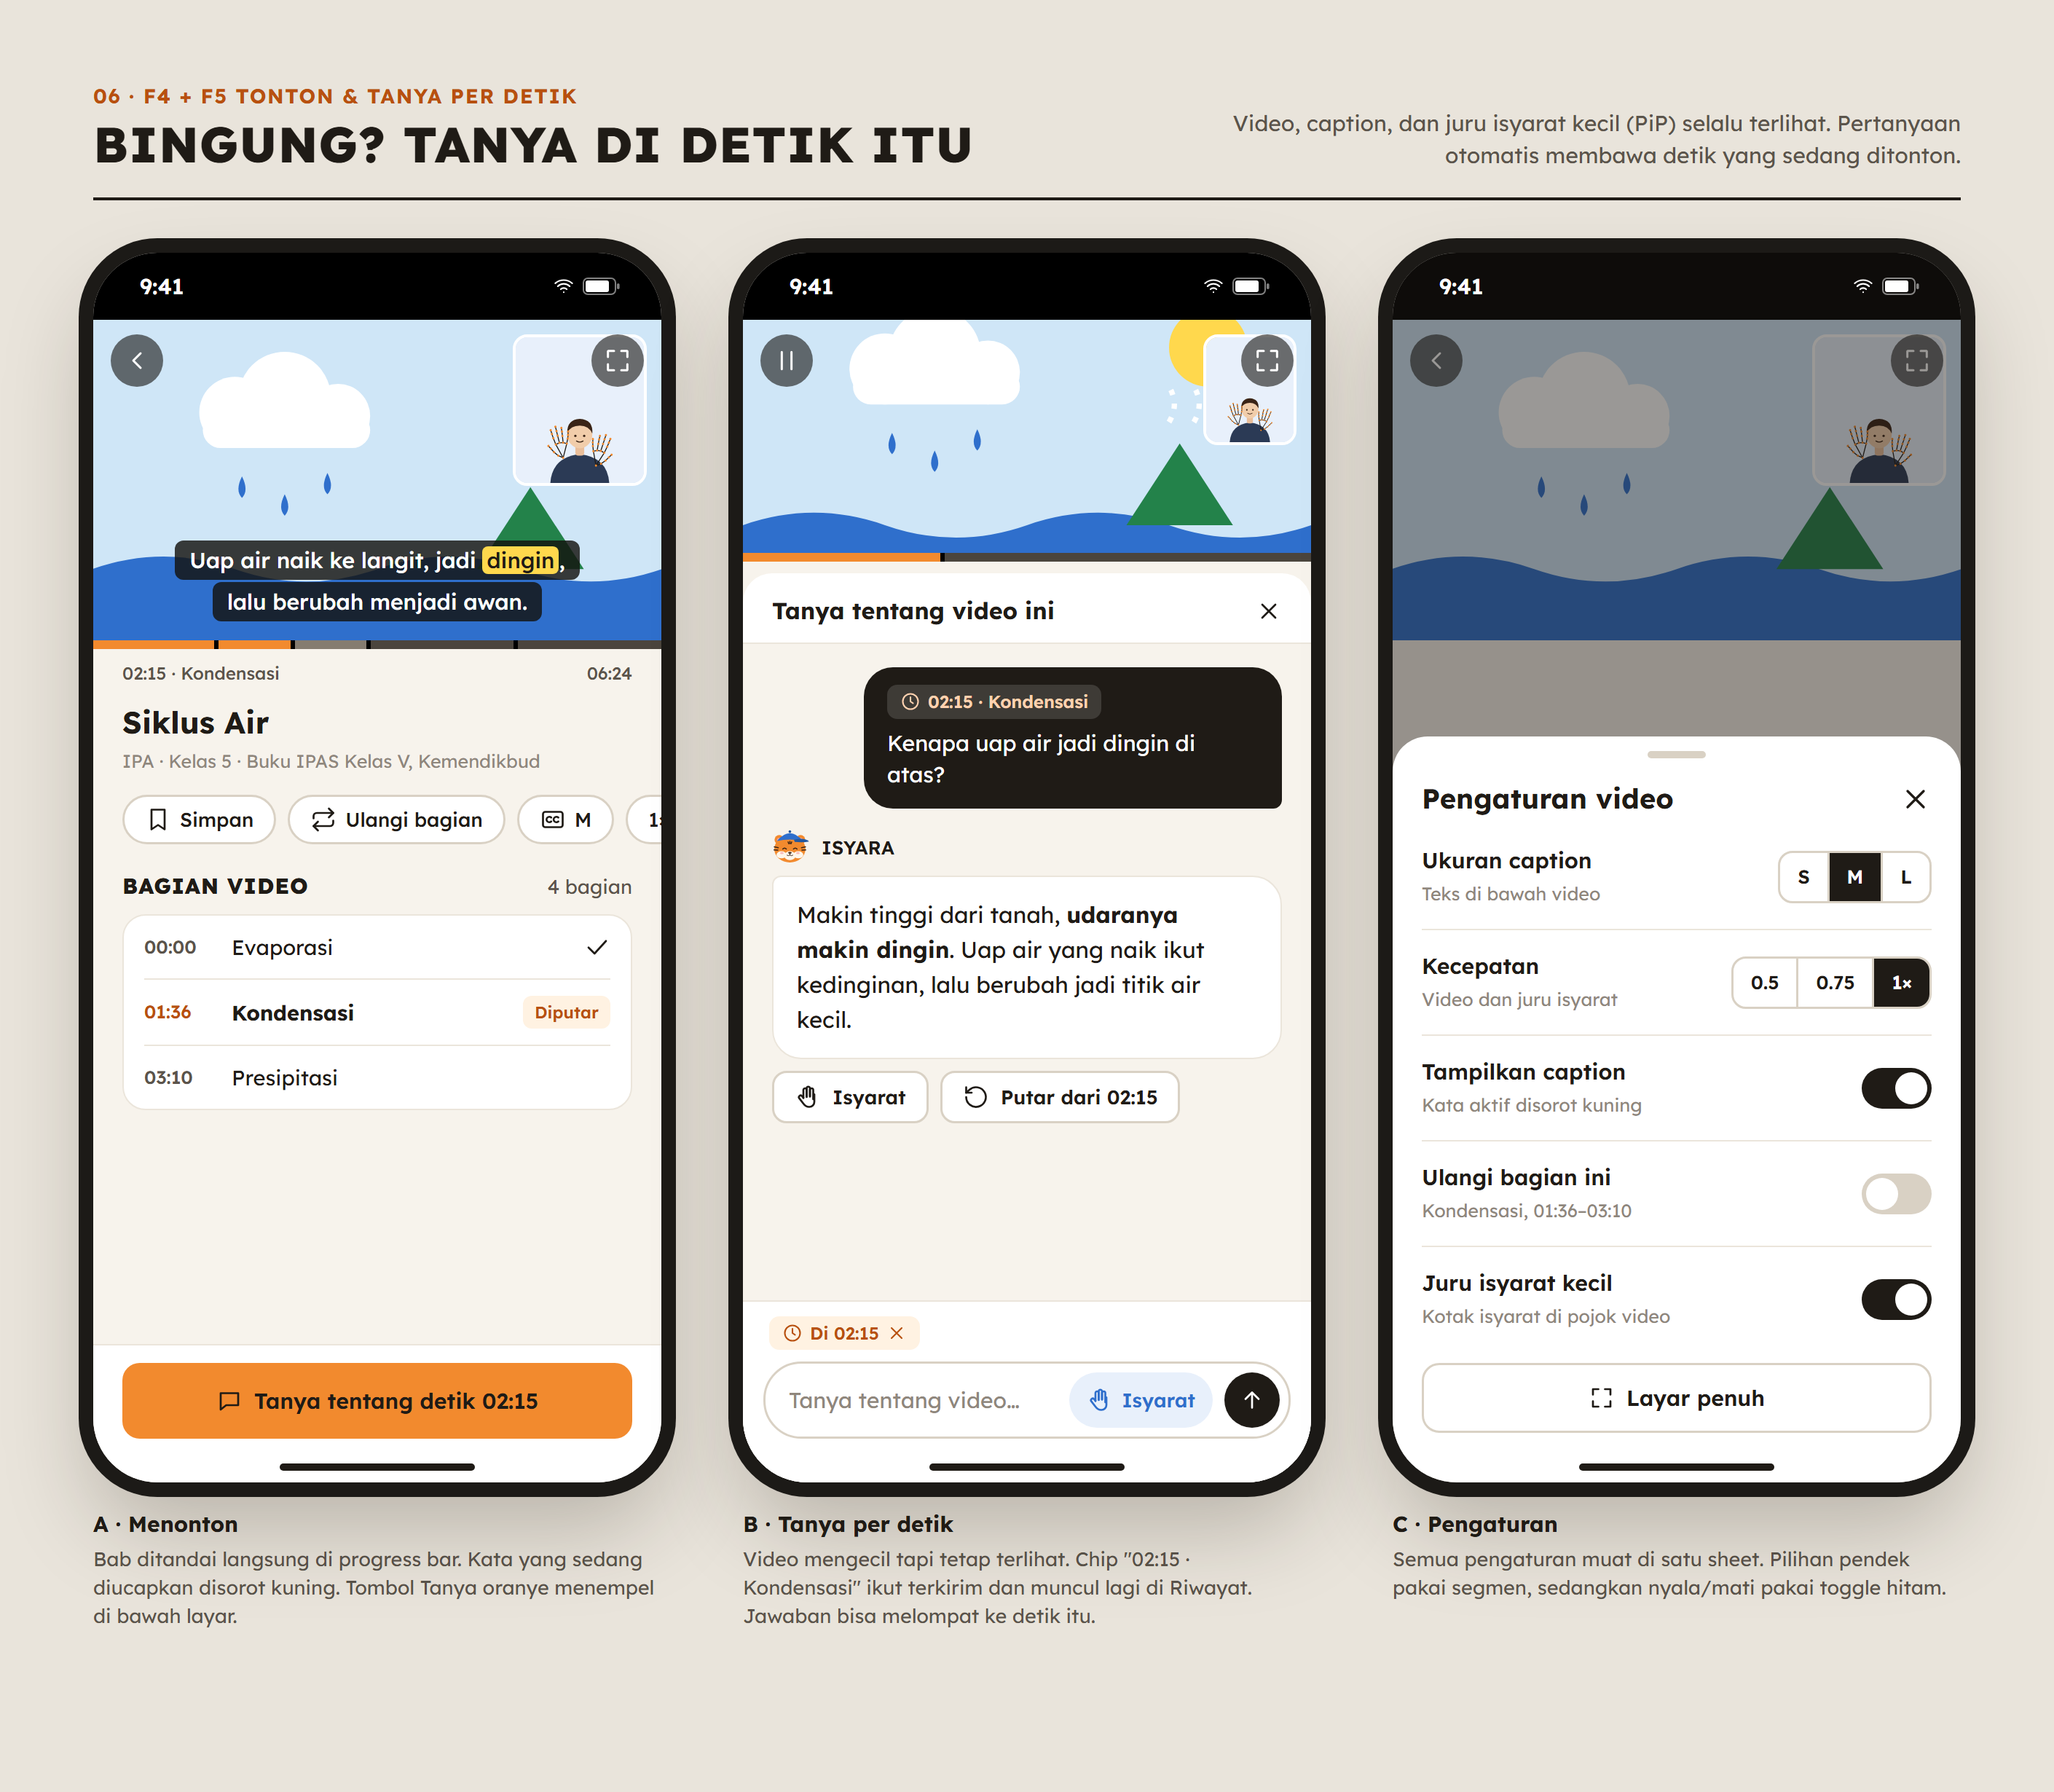 06 · F4 + F5 TONTON & TANYA PER DETIK
BINGUNG? TANYA DI DETIK ITU
Video, caption, dan juru isyarat kecil (PiP) selalu terlihat. Pertanyaan
otomatis membawa detik yang sedang ditonton.
9:41
Uap air naik ke langit, jadi dingin,
lalu berubah menjadi awan.
02:15 · Kondensasi
06:24
Siklus Air
IPA · Kelas 5 · Buku IPAS Kelas V, Kemendikbud
Simpan
Ulangi bagian
CC M
BAGIAN VIDEO
4 bagian
00:00 Evaporasi
01:36 Kondensasi Diputar
03:10 Presipitasi
Tanya tentang detik 02:15
A · Menonton
Bab ditandai langsung di progress bar. Kata yang sedang
diucapkan disorot kuning. Tombol Tanya oranye menempel
di bawah layar.
9:41
Tanya tentang video ini
02:15 · Kondensasi
Kenapa uap air jadi dingin di
atas?
ISYARA
Makin tinggi dari tanah, udaranya
makin dingin. Uap air yang naik ikut
kedinginan, lalu berubah jadi titik air
kecil.
Isyarat
Putar dari 02:15
Di 02:15
Tanya tentang video...
Isyarat
B · Tanya per detik
Video mengecil tapi tetap terlihat. Chip "02:15 ·
Kondensasi" ikut terkirim dan muncul lagi di Riwayat.
Jawaban bisa melompat ke detik itu.
9:41
Pengaturan video
Ukuran caption
Teks di bawah video
S M L
Kecepatan
Video dan juru isyarat
0.5 0.75 1×
Tampilkan caption
Kata aktif disorot kuning
Ulangi bagian ini
Kondensasi, 01:36–03:10
Juru isyarat kecil
Kotak isyarat di pojok video
Layar penuh
C · Pengaturan
Semua pengaturan muat di satu sheet. Pilihan pendek
pakai segmen, sedangkan nyala/mati pakai toggle hitam.